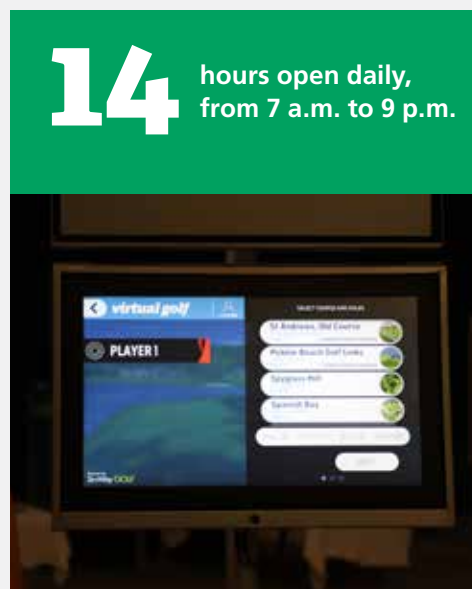 14
hours open daily,
from 7 a.m. to 9 p.m.
virtual golf
PLAYER 1
SELECT COURSE AND HOLES
St Andrews, Old Course
Pebble Beach Golf Links
Spyglass Hill
Spanish Bay
GOLF